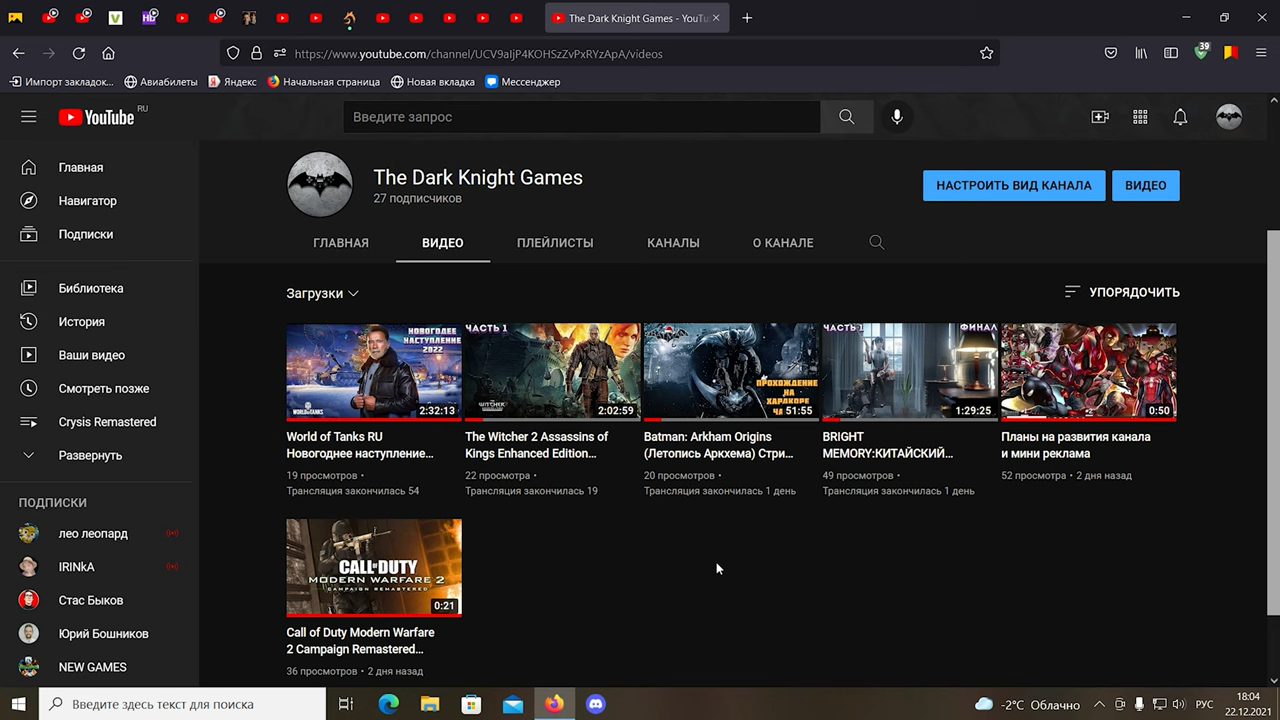 The Dark Knight Games - YouTu
https://www.youtube.com/channel/UCV9aIjP4KOHSzZvPxRYzApA/videos
39
Импорт закладок...
Авиабилеты
Яндекс
Начальная страница
Новая вкладка
Мессенджер
YouTube RU
Введите запрос
Главная
Навигатор
Подписки
Библиотека
История
Ваши видео
Смотреть позже
Crysis Remastered
Развернуть
ПОДПИСКИ
лео леопард
IRINkA
Стас Быков
Юрий Бошников
NEW GAMES
The Dark Knight Games
27 подписчиков
НАСТРОИТЬ ВИД КАНАЛА
ВИДЕО
ГЛАВНАЯ
ВИДЕО
ПЛЕЙЛИСТЫ
КАНАЛЫ
О КАНАЛЕ
Загрузки
УПОРЯДОЧИТЬ
НОВОГОДНЕЕ
НАСТУПЛЕНИЕ
2022
WORLD OF TANKS
2:32:13
World of Tanks RU
Новогоднее наступление...
19 просмотров •
Трансляция закончилась 54
ЧАСТЬ 1
WITCHER
2:02:59
The Witcher 2 Assassins of
Kings Enhanced Edition...
22 просмотра •
Трансляция закончилась 19
ПРОХОЖДЕНИЕ
НА
ХАРДКОРЕ
51:55
Batman: Arkham Origins
(Летопись Аркхема) Стри...
20 просмотров •
Трансляция закончилась 1 день
ЧАСТЬ 1
ФИНАЛ
1:29:25
BRIGHT
MEMORY:КИТАЙСКИЙ...
49 просмотров •
Трансляция закончилась 1 день
0:50
Планы на развития канала
и мини реклама
52 просмотра • 2 дня назад
CALL OF DUTY
MODERN WARFARE 2
CAMPAIGN REMASTERED
0:21
Call of Duty Modern Warfare
2 Campaign Remastered...
36 просмотров • 2 дня назад
Введите здесь текст для поиска
-2°C Облачно
РУС
18:04
22.12.2021